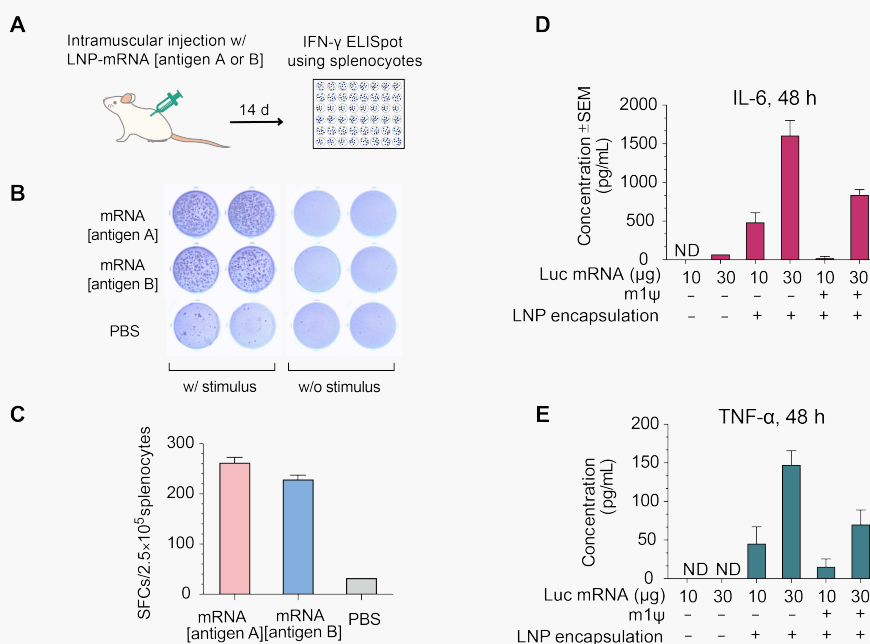 A
Intramuscular injection w/
LNP-mRNA [antigen A or B]
14 d
IFN-γ ELISpot
using splenocytes
B
mRNA
[antigen A]
mRNA
[antigen B]
PBS
w/ stimulus
w/o stimulus
C
SFCs/2.5×10⁵ splenocytes
300
200
100
0
mRNA
[antigen A]
mRNA
[antigen B]
PBS
D
IL-6, 48 h
Concentration ±SEM
(pg/mL)
2000
1500
1000
500
0
ND
Luc mRNA (µg) 10 30 10 30 10 30
m1ψ – – – – + +
LNP encapsulation – – + + + +
E
TNF-α, 48 h
Concentration
(pg/mL)
200
150
100
50
0
ND ND
Luc mRNA (µg) 10 30 10 30 10 30
m1ψ + +
LNP encapsulation + + + +